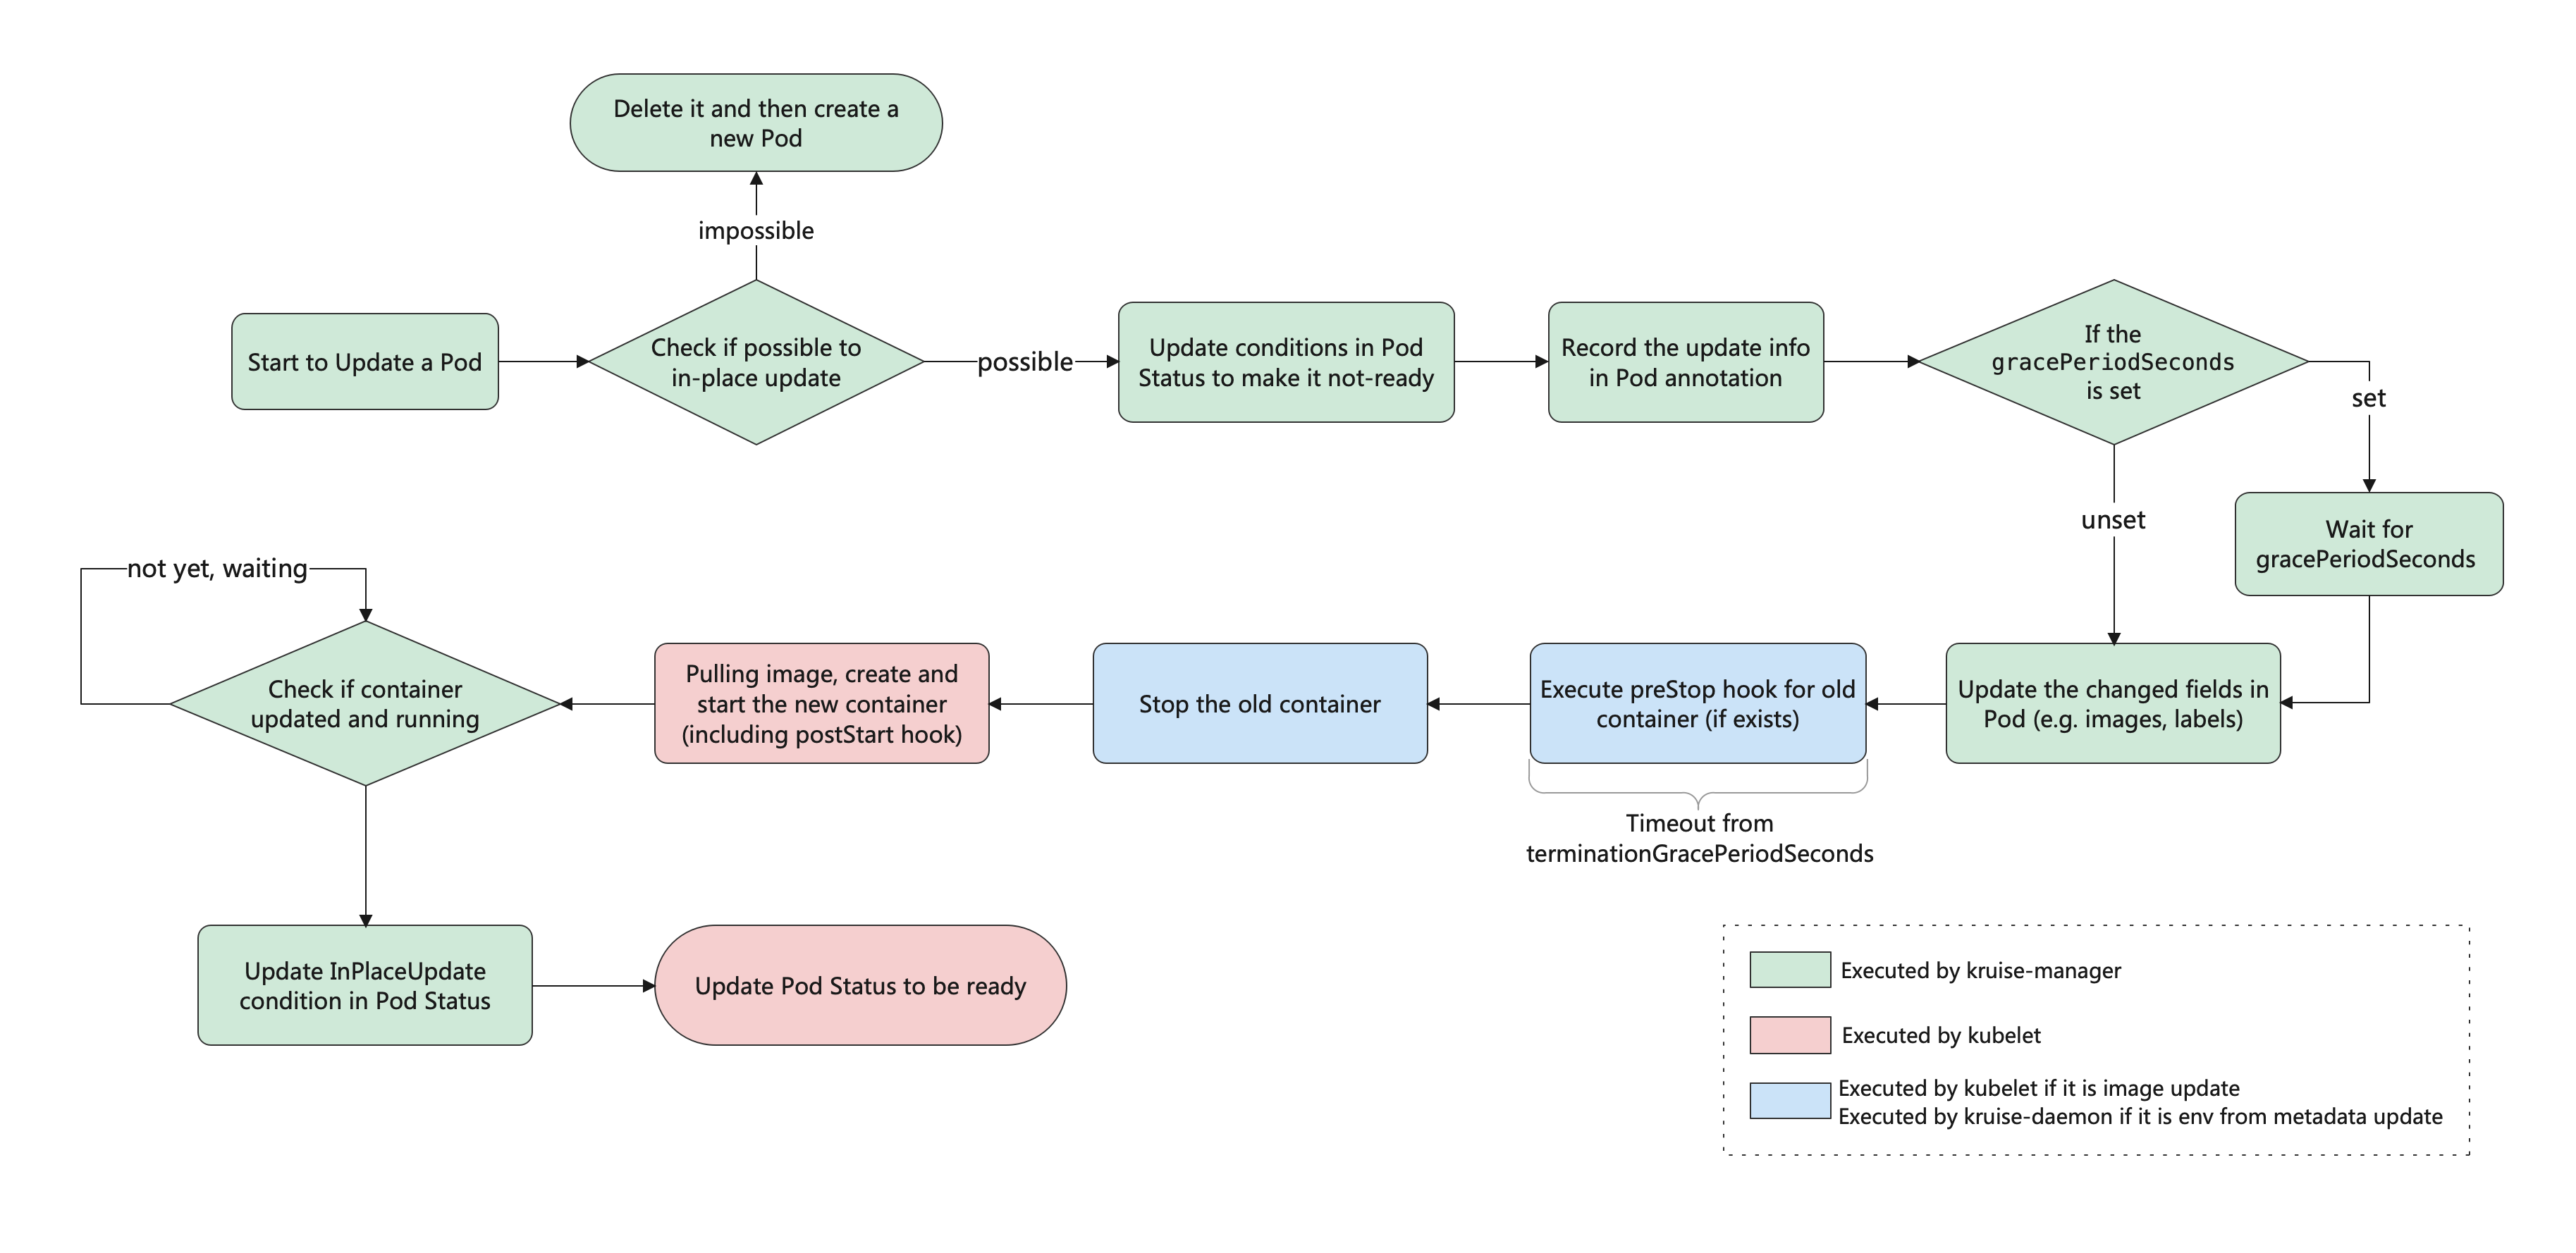 Delete it and then create a
new Pod
impossible
Start to Update a Pod
Check if possible to
in-place update
possible
Update conditions in Pod
Status to make it not-ready
Record the update info
in Pod annotation
If the
gracePeriodSeconds
is set
set
unset
Wait for
gracePeriodSeconds
Update the changed fields in
Pod (e.g. images, labels)
Execute preStop hook for old
container (if exists)
Timeout from
terminationGracePeriodSeconds
Stop the old container
Pulling image, create and
start the new container
(including postStart hook)
not yet, waiting
Check if container
updated and running
Update InPlaceUpdate
condition in Pod Status
Update Pod Status to be ready
Executed by kruise-manager
Executed by kubelet
Executed by kubelet if it is image update
Executed by kruise-daemon if it is env from metadata update